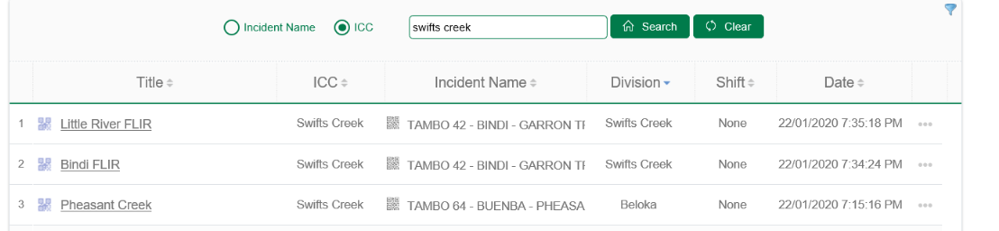 Incident Name ICC swifts creek Search Clear
Title ICC Incident Name Division Shift Date
1 Little River FLIR Swifts Creek TAMBO 42 - BINDI - GARRON Swifts Creek None 22/01/2020 7:35:18 PM
2 Bindi FLIR Swifts Creek TAMBO 42 - BINDI - GARRON Swifts Creek None 22/01/2020 7:34:24 PM
3 Pheasant Creek Swifts Creek TAMBO 64 - BUENBA - PHEASA Beloka None 22/01/2020 7:15:16 PM